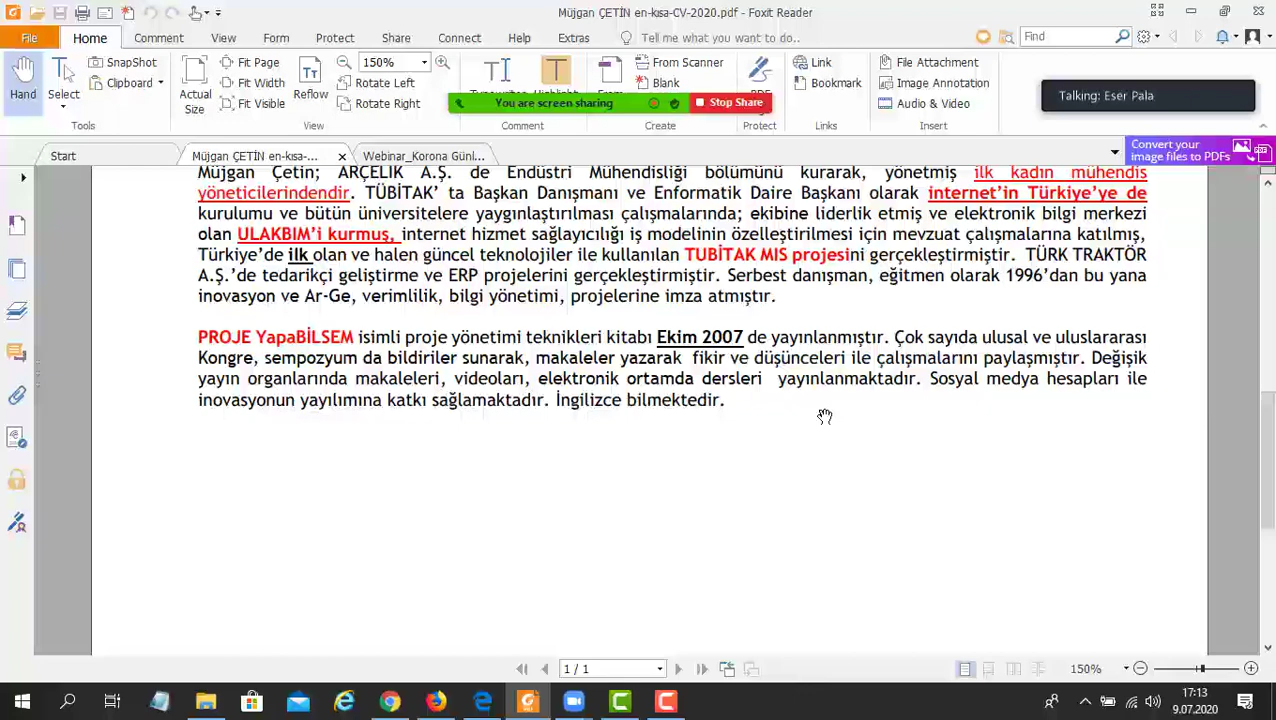 Müjgan ÇETİN en-kısa-CV-2020.pdf - Foxit Reader
File Home Comment View Form Protect Share Connect Help Extras Tell me what you want to do... Find
Hand
Select
SnapShot
Clipboard
Tools
Actual Size
Fit Page
Fit Width
Fit Visible
Reflow
150%
Rotate Left
Rotate Right
View
Comment
From Scanner
Blank
Create
Protect
Link
Bookmark
Links
File Attachment
Image Annotation
Audio & Video
Insert
You are screen sharing Stop Share
Talking: Eser Pala
Start Müjgan ÇETİN en-kısa-... Webinar_Korona Günl...
Convert your
image files to PDFs
Müjgan Çetin; ARÇELİK A.Ş. de Endüstri Mühendisliği bölümünü kurarak, yönetmiş ilk kadın mühendis
yöneticilerindendir. TÜBİTAK’ ta Başkan Danışmanı ve Enformatik Daire Başkanı olarak internet’in Türkiye’ye de
kurulumu ve bütün üniversitelere yaygınlaştırılması çalışmalarında; ekibine liderlik etmiş ve elektronik bilgi merkezi
olan ULAKBIM’i kurmuş, internet hizmet sağlayıcılığı iş modelinin özelleştirilmesi için mevzuat çalışmalarına katılmış,
Türkiye’de ilk olan ve halen güncel teknolojiler ile kullanılan TUBİTAK MIS projesini gerçekleştirmiştir. TÜRK TRAKTÖR
A.Ş.’de tedarikçi geliştirme ve ERP projelerini gerçekleştirmiştir. Serbest danışman, eğitmen olarak 1996’dan bu yana
inovasyon ve Ar-Ge, verimlilik, bilgi yönetimi, projelerine imza atmıştır.
PROJE YapaBİLSEM isimli proje yönetimi teknikleri kitabı Ekim 2007 de yayınlanmıştır. Çok sayıda ulusal ve uluslararası
Kongre, sempozyum da bildiriler sunarak, makaleler yazarak fikir ve düşünceleri ile çalışmalarını paylaşmıştır. Değişik
yayın organlarında makaleleri, videoları, elektronik ortamda dersleri yayınlanmaktadır. Sosyal medya hesapları ile
inovasyonun yayılımına katkı sağlamaktadır. İngilizce bilmektedir.
1 / 1
150%
17:13
9.07.2020